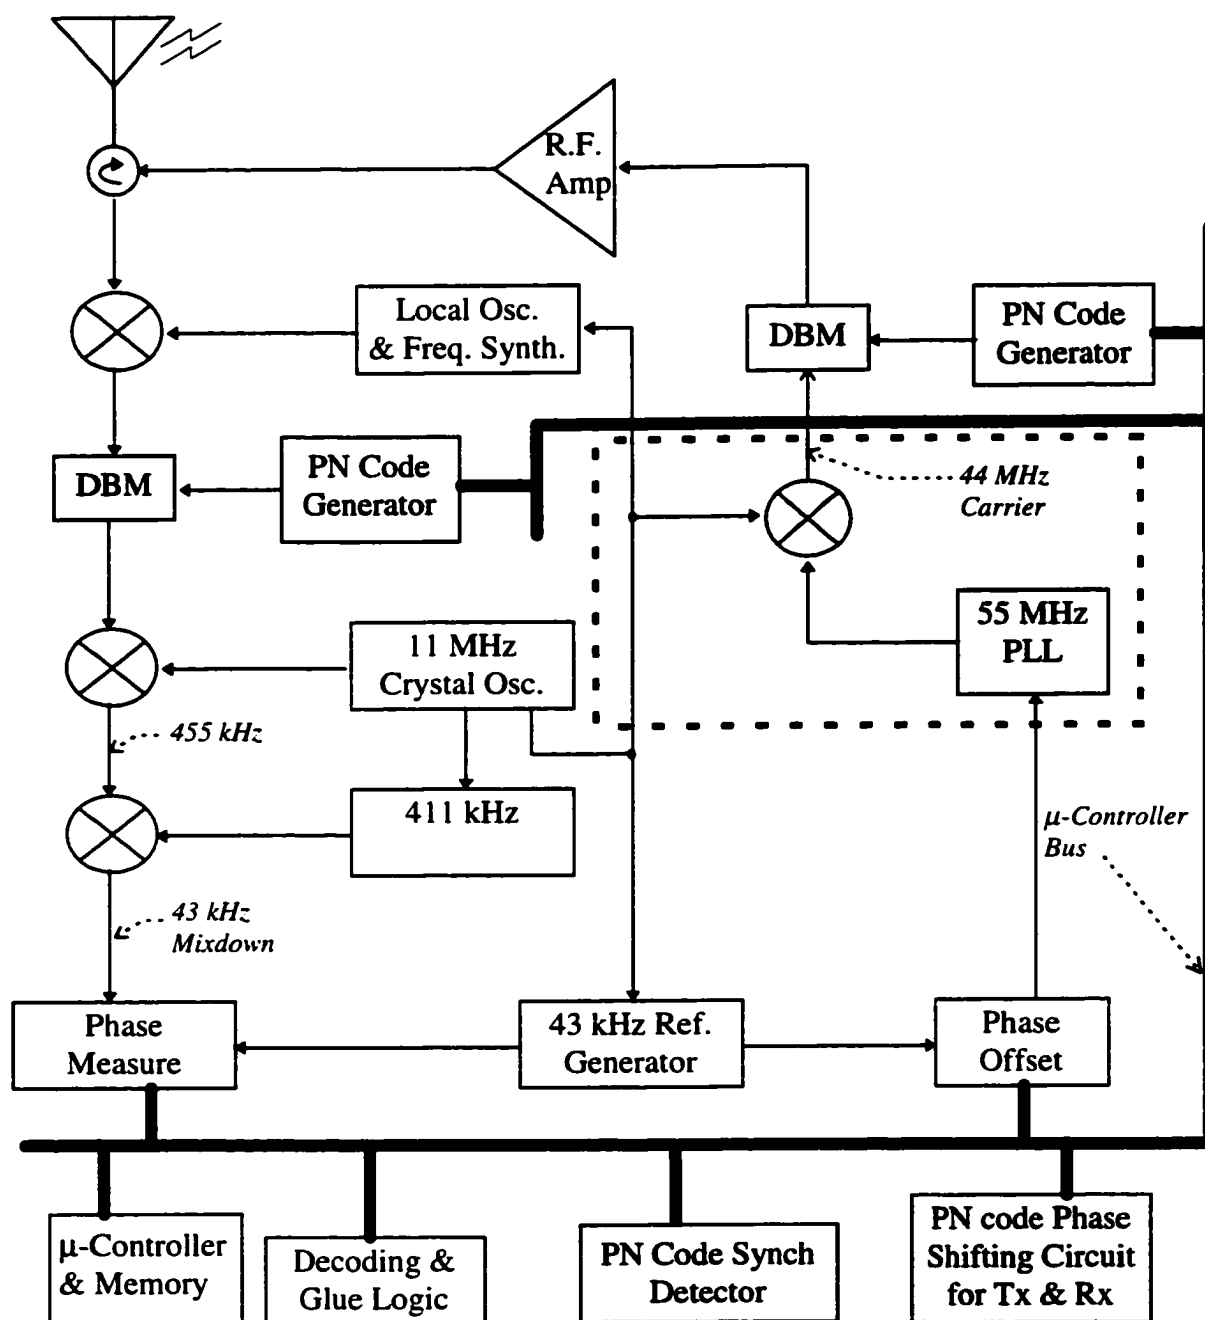 R.F.
Amp
Local Osc.
& Freq. Synth.
DBM
PN Code
Generator
DBM
PN Code
Generator
44 MHz
Carrier
55 MHz
PLL
11 MHz
Crystal Osc.
455 kHz
411 kHz
μ-Controller
Bus
43 kHz
Mixdown
Phase
Measure
43 kHz Ref.
Generator
Phase
Offset
μ-Controller
& Memory
Decoding &
Glue Logic
PN Code Synch
Detector
PN code Phase
Shifting Circuit
for Tx & Rx